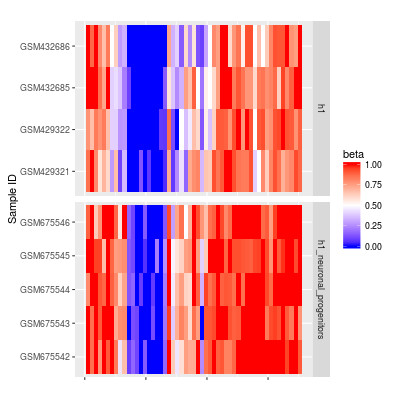 GSM432686
GSM432685
GSM429322
GSM429321
h1
GSM675546
GSM675545
GSM675544
GSM675543
GSM675542
h1_neuronal_progenitors
Sample ID
beta
1.00
0.75
0.50
0.25
0.00